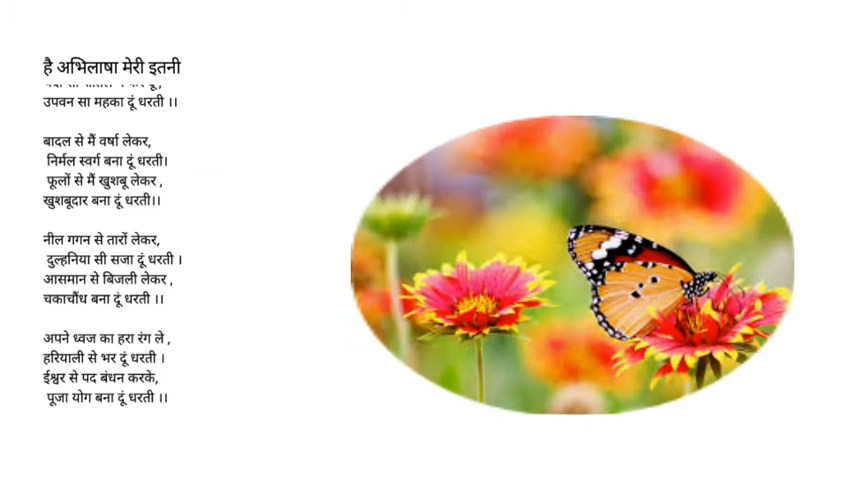 है अभिलाषा मेरी इतनी
उपवन सा महका दूं धरती ।।
बादल से मैं वर्षा लेकर,
निर्मल स्वर्ग बना दूं धरती।
फूलों से मैं खुशबू लेकर ,
खुशबूदार बना दूं धरती।।
नील गगन से तारों लेकर,
दुल्हनिया सी सजा दूं धरती ।
आसमान से बिजली लेकर ,
चकाचौंध बना दूं धरती ।।
अपने ध्वज का हरा रंग ले ,
हरियाली से भर दूं धरती ।
ईश्वर से पद बंधन करके,
पूजा योग बना दूं धरती ।।